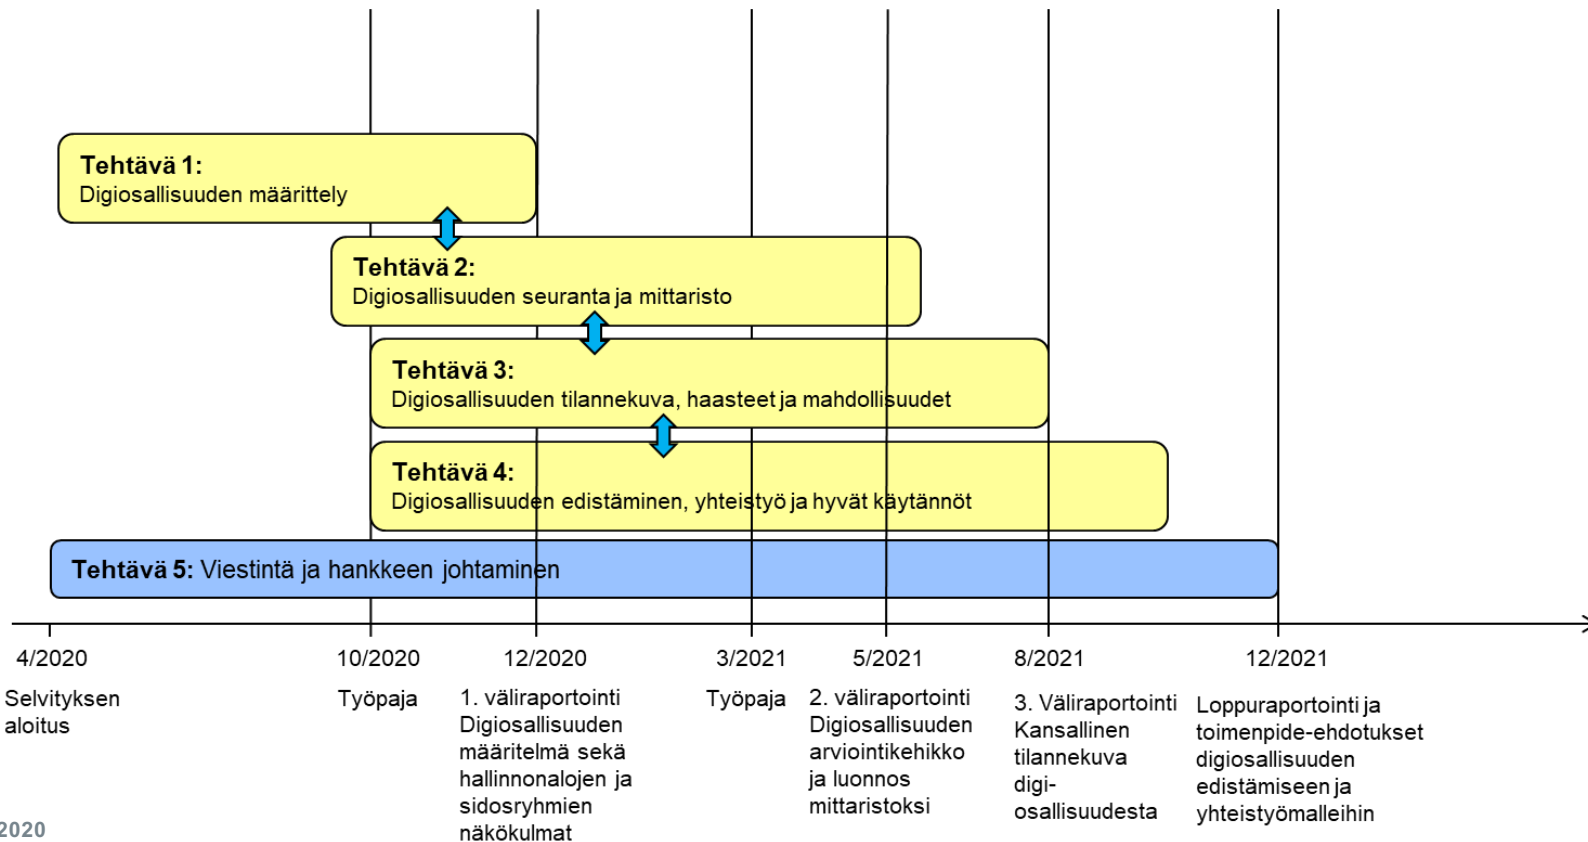 Tehtävä 1:
Digiosallisuuden määrittely
Tehtävä 2:
Digiosallisuuden seuranta ja mittaristo
Tehtävä 3:
Digiosallisuuden tilannekuva, haasteet ja mahdollisuudet
Tehtävä 4:
Digiosallisuuden edistäminen, yhteistyö ja hyvät käytännöt
Tehtävä 5: Viestintä ja hankkeen johtaminen
4/2020
Selvityksen
aloitus
10/2020
Työpaja
12/2020
1. väliraportointi
Digiosallisuuden
määritelmä sekä
hallinnonalojen ja
sidosryhmien
näkökulmat
3/2021
Työpaja
5/2021
2. väliraportointi
Digiosallisuuden
arviointikehikko
ja luonnos
mittaristoksi
8/2021
3. Väliraportointi
Kansallinen
tilannekuva
digi-
osallisuudesta
12/2021
Loppuraportointi ja
toimenpide-ehdotukset
digiosallisuuden
edistämiseen ja
yhteistyömalleihin
2020